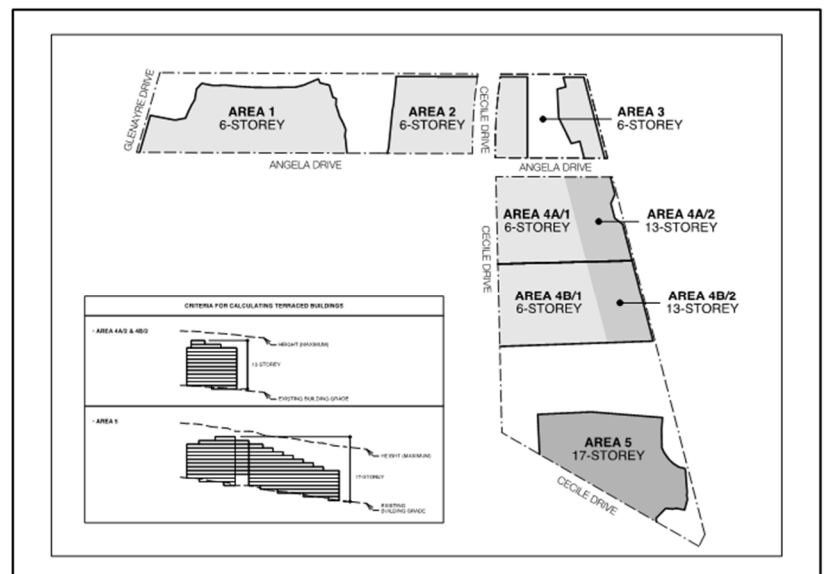 GLENAYRE DRIVE
AREA 1
6-STOREY
AREA 2
6-STOREY
CECILE DRIVE
AREA 3
6-STOREY
ANGELA DRIVE
ANGELA DRIVE
CECILE DRIVE
AREA 4A/1
6-STOREY
AREA 4A/2
13-STOREY
AREA 4B/1
6-STOREY
AREA 4B/2
13-STOREY
AREA 5
17-STOREY
CECILE DRIVE
CRITERIA FOR CALCULATING TERRACED BUILDINGS
- AREA 4A/2 & 4B/2
HEIGHT (MAXIMUM)
13-STOREY
EXISTING BUILDING GRADE
- AREA 5
HEIGHT (MAXIMUM)
17-STOREY
EXISTING
BUILDING GRADE